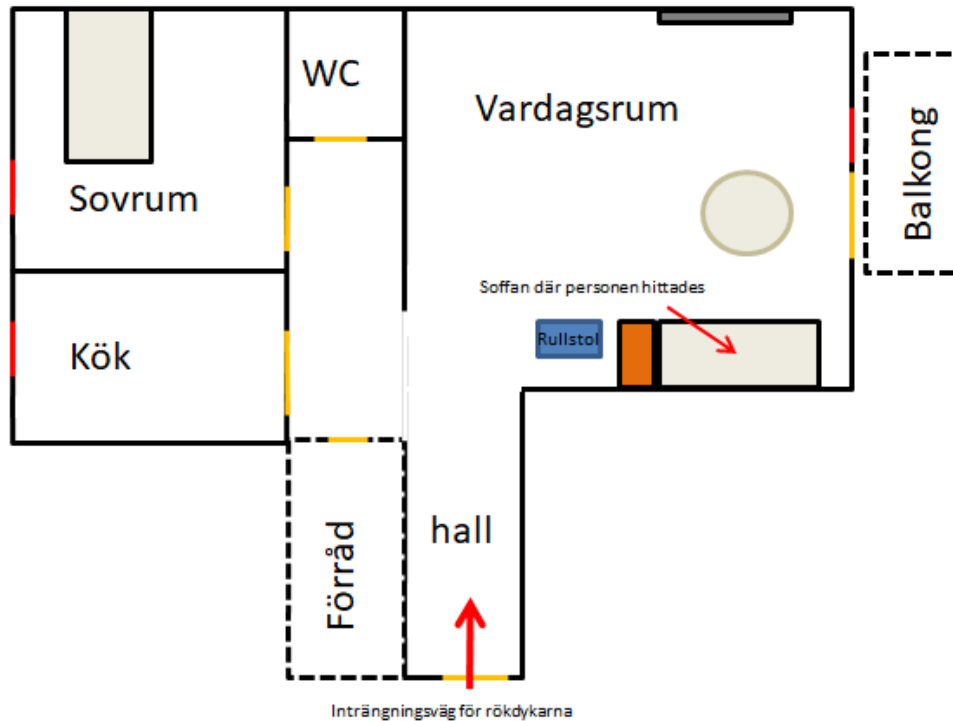 WC
Vardagsrum
Balkong
Sovrum
Soffan där personen hittades
Rullstol
Kök
Förråd
hall
Inträngningsväg för rökdykarna